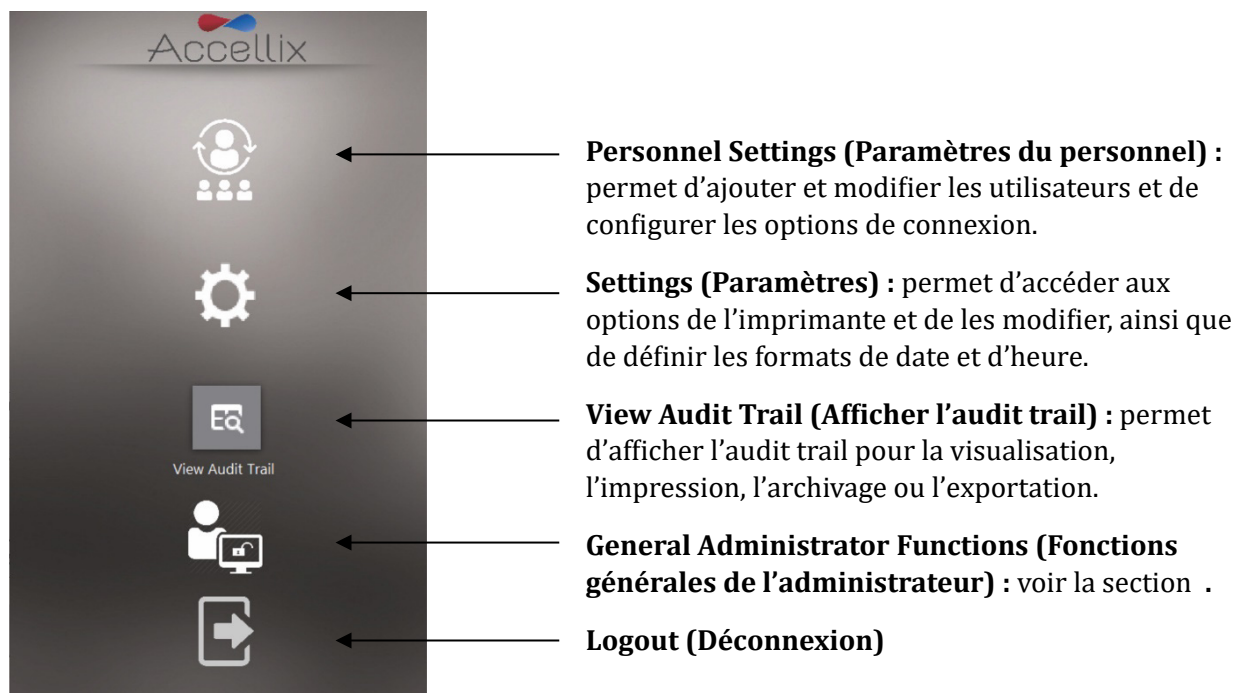 Accellix
Personnel Settings (Paramètres du personnel) :
permet d’ajouter et modifier les utilisateurs et de
configurer les options de connexion.
Settings (Paramètres) : permet d’accéder aux
options de l’imprimante et de les modifier, ainsi que
de définir les formats de date et d’heure.
View Audit Trail (Afficher l’audit trail) : permet
d’afficher l’audit trail pour la visualisation,
l’impression, l’archivage ou l’exportation.
View Audit Trail
General Administrator Functions (Fonctions
générales de l’administrateur) : voir la section .
Logout (Déconnexion)